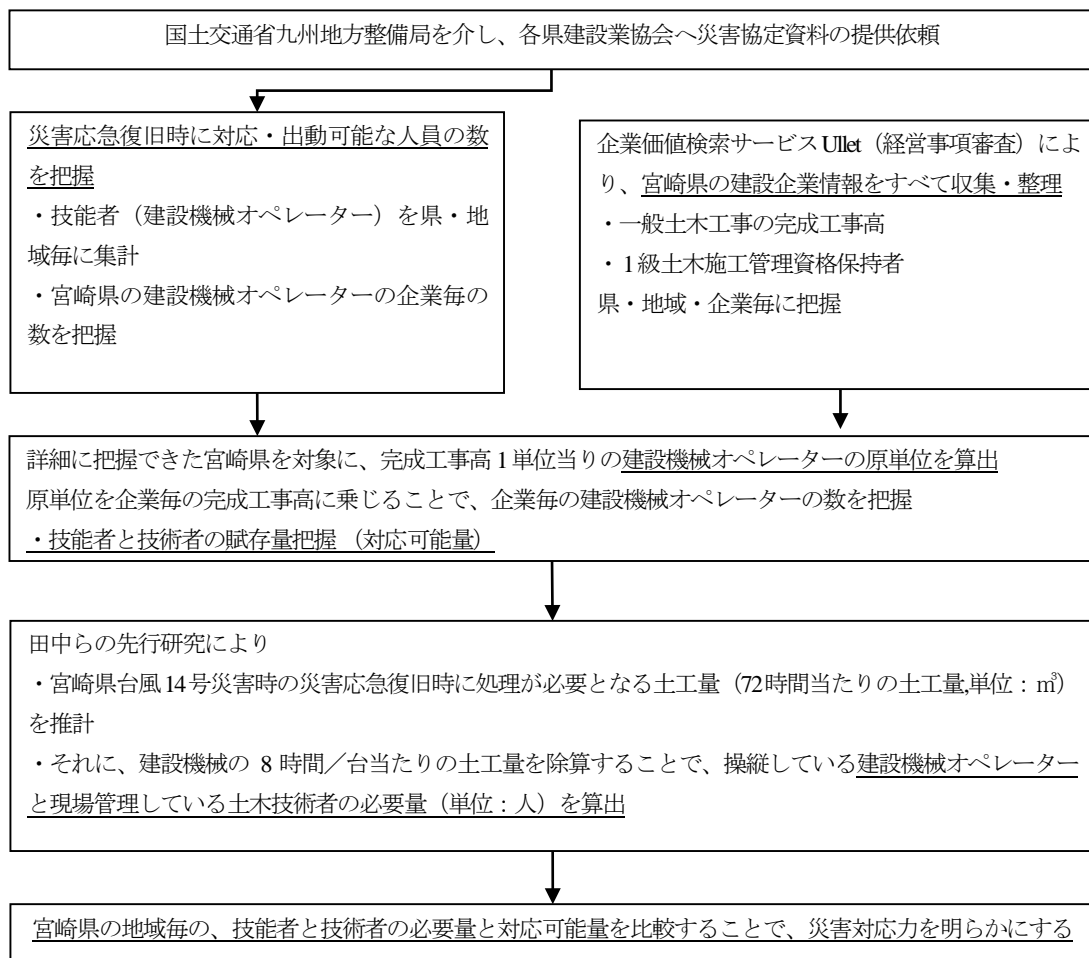 国土交通省九州地方整備局を介し、各県建設業協会へ災害協定資料の提供依頼
災害応急復旧時に対応・出動可能な人員の数
を把握
・技能者（建設機械オペレーター）を県・地
域毎に集計
・宮崎県の建設機械オペレーターの企業毎の
数を把握
企業価値検索サービス Ullet（経営事項審査）によ
り、宮崎県の建設企業情報をすべて収集・整理
・一般土木工事の完成工事高
・1級土木施工管理資格保持者
県・地域・企業毎に把握
詳細に把握できた宮崎県を対象に、完成工事高1単位当りの建設機械オペレーターの原単位を算出
原単位を企業毎の完成工事高に乗じることで、企業毎の建設機械オペレーターの数を把握
・技能者と技術者の賦存量把握（対応可能量）
田中らの先行研究により
・宮崎県台風14号災害時の災害応急復旧時に処理が必要となる土工量（72時間当たりの土工量,単位：㎥）
を推計
・それに、建設機械の 8 時間／台当たりの土工量を除算することで、操縦している建設機械オペレーター
と現場管理している土木技術者の必要量（単位：人）を算出
宮崎県の地域毎の、技能者と技術者の必要量と対応可能量を比較することで、災害対応力を明らかにする